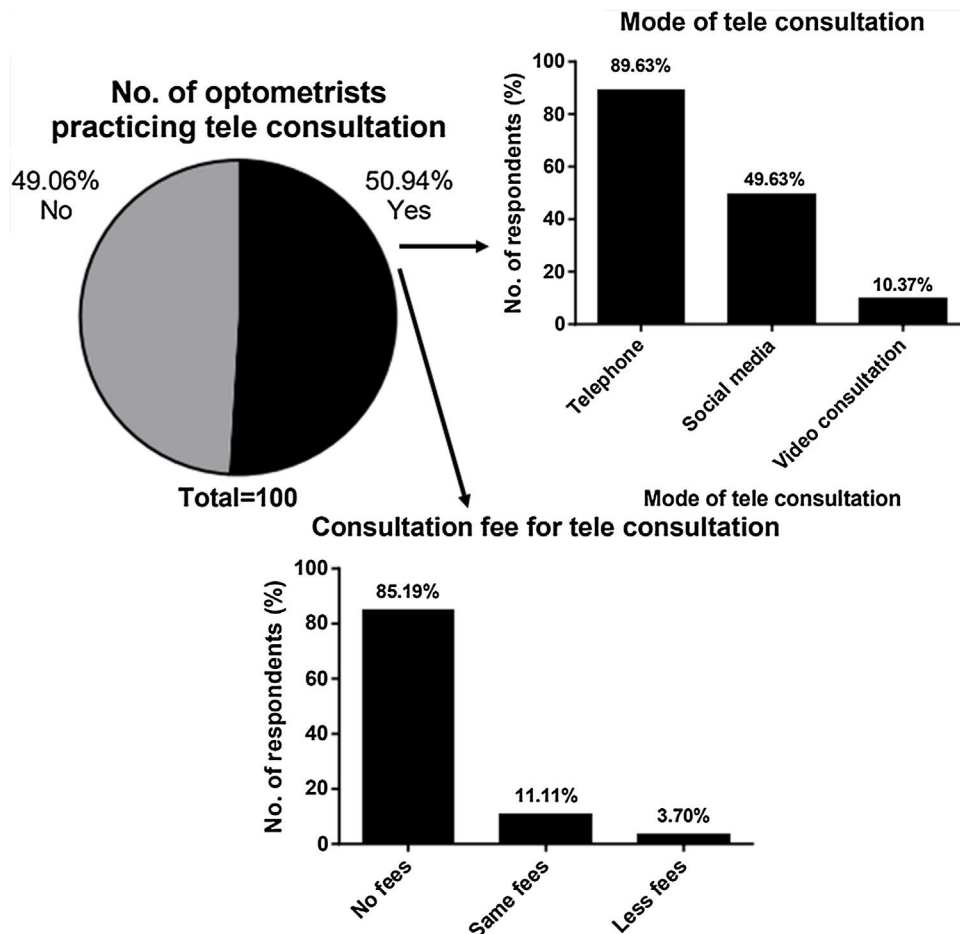 No. of optometrists
practicing tele consultation
49.06%
No
50.94%
Yes
Total=100
Mode of tele consultation
No. of respondents (%)
100
80
60
40
20
0
89.63%
49.63%
10.37%
Telephone
Social media
Video consultation
Mode of tele consultation
Consultation fee for tele consultation
No. of respondents (%)
100
80
60
40
20
0
85.19%
11.11%
3.70%
No fees
Same fees
Less fees